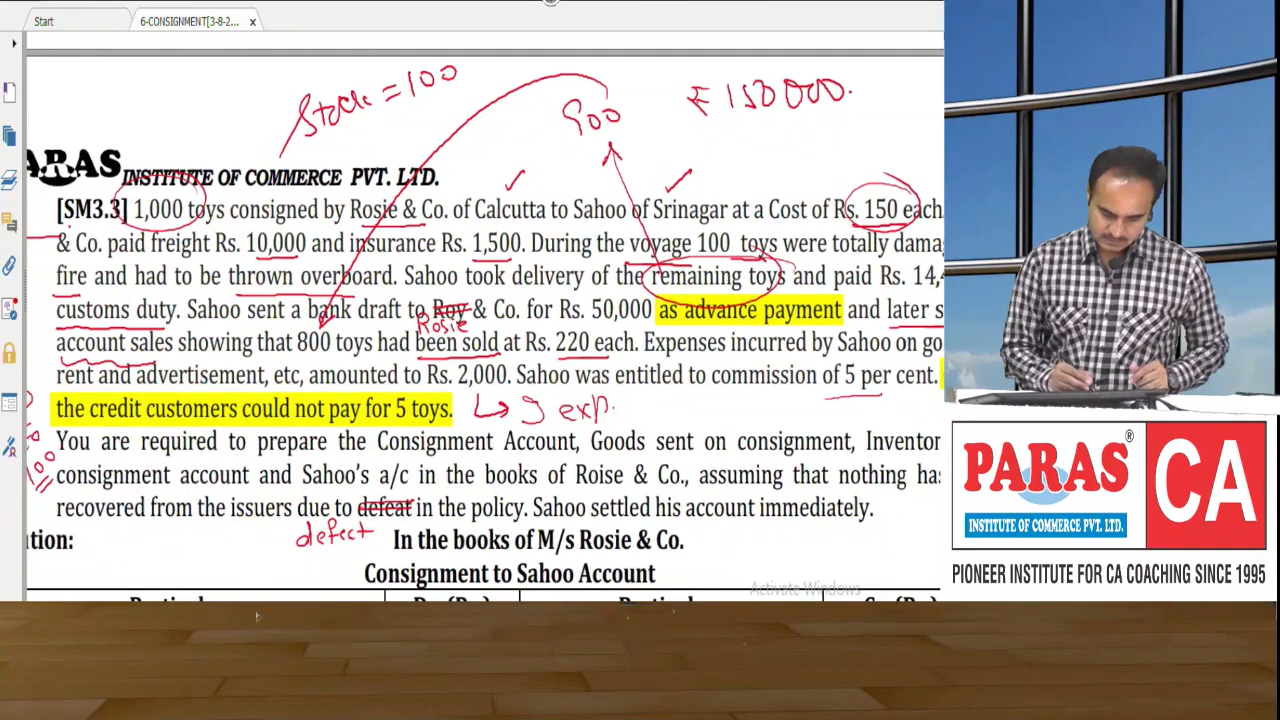 Start
6-CONSIGNMENT[3-8-2... x
Stock = 100
900
₹ 150000.
PARAS INSTITUTE OF COMMERCE PVT. LTD.
[SM3.3] 1,000 toys consigned by Rosie & Co. of Calcutta to Sahoo of Srinagar at a Cost of Rs. 150 each.
& Co. paid freight Rs. 10,000 and insurance Rs. 1,500. During the voyage 100 toys were totally dama
fire and had to be thrown overboard. Sahoo took delivery of the remaining toys and paid Rs. 14,4
customs duty. Sahoo sent a bank draft to Roy & Co. for Rs. 50,000 as advance payment and later s
Rosie
account sales showing that 800 toys had been sold at Rs. 220 each. Expenses incurred by Sahoo on go
rent and advertisement, etc, amounted to Rs. 2,000. Sahoo was entitled to commission of 5 per cent.
the credit customers could not pay for 5 toys.
exp.
You are required to prepare the Consignment Account, Goods sent on consignment, Inventor
100
consignment account and Sahoo's a/c in the books of Roise & Co., assuming that nothing has
recovered from the issuers due to defeat in the policy. Sahoo settled his account immediately.
defect
tion:
In the books of M/s Rosie & Co.
Consignment to Sahoo Account
Activate Windows
PARAS ®
INSTITUTE OF COMMERCE PVT. LTD.
CA
PIONEER INSTITUTE FOR CA COACHING SINCE 1995